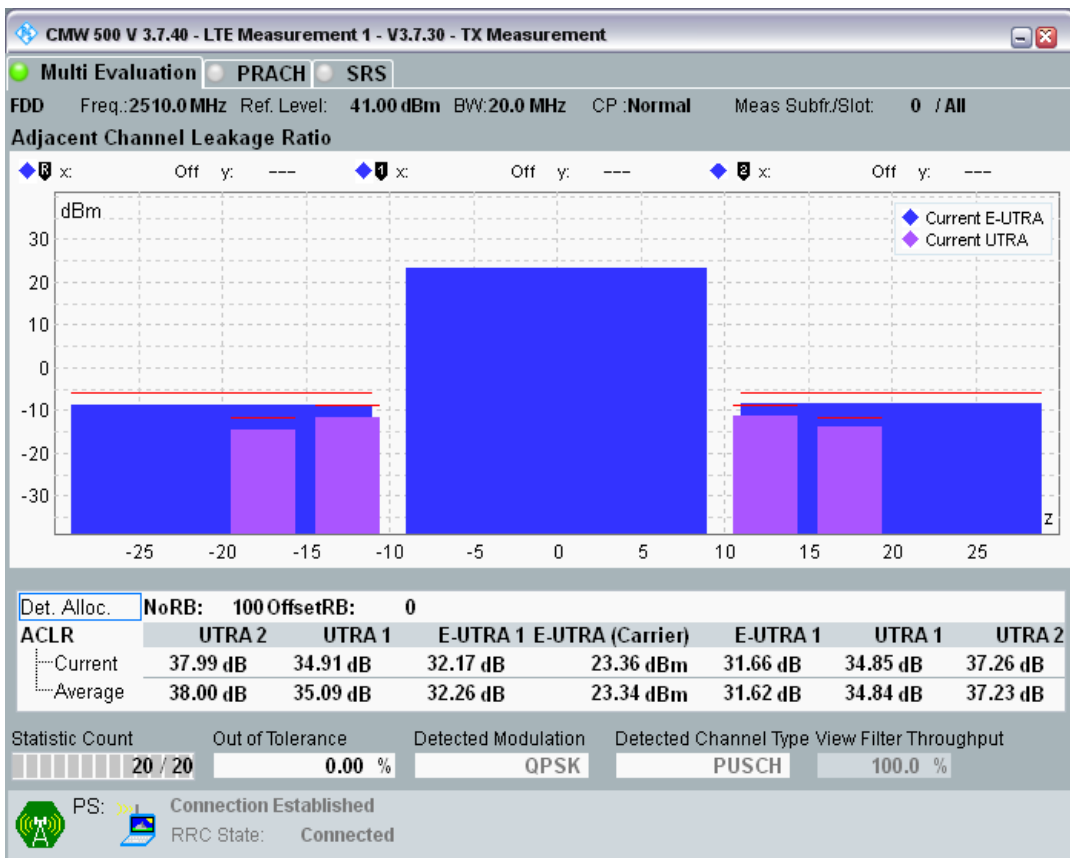 CMW 500 V 3.7.40 - LTE Measurement 1 - V3.7.30 - TX Measurement
Multi Evaluation PRACH SRS
FDD Freq.:2510.0 MHz Ref. Level: 41.00 dBm BW:20.0 MHz CP :Normal Meas Subfr./Slot: 0 / All
Adjacent Channel Leakage Ratio
R x: Off y: --- 1 x: Off y: --- 2 x: Off y: ---
dBm
Current E-UTRA
Current UTRA
30
20
10
0
-10
-20
-30
z
-25 -20 -15 -10 -5 0 5 10 15 20 25
Det. Alloc. NoRB: 100 OffsetRB: 0
ACLR UTRA 2 UTRA 1 E-UTRA 1 E-UTRA (Carrier) E-UTRA 1 UTRA 1 UTRA 2
Current 37.99 dB 34.91 dB 32.17 dB 23.36 dBm 31.66 dB 34.85 dB 37.26 dB
Average 38.00 dB 35.09 dB 32.26 dB 23.34 dBm 31.62 dB 34.84 dB 37.23 dB
Statistic Count Out of Tolerance Detected Modulation Detected Channel Type View Filter Throughput
20 / 20 0.00 % QPSK PUSCH 100.0 %
PS: Connection Established
RRC State: Connected